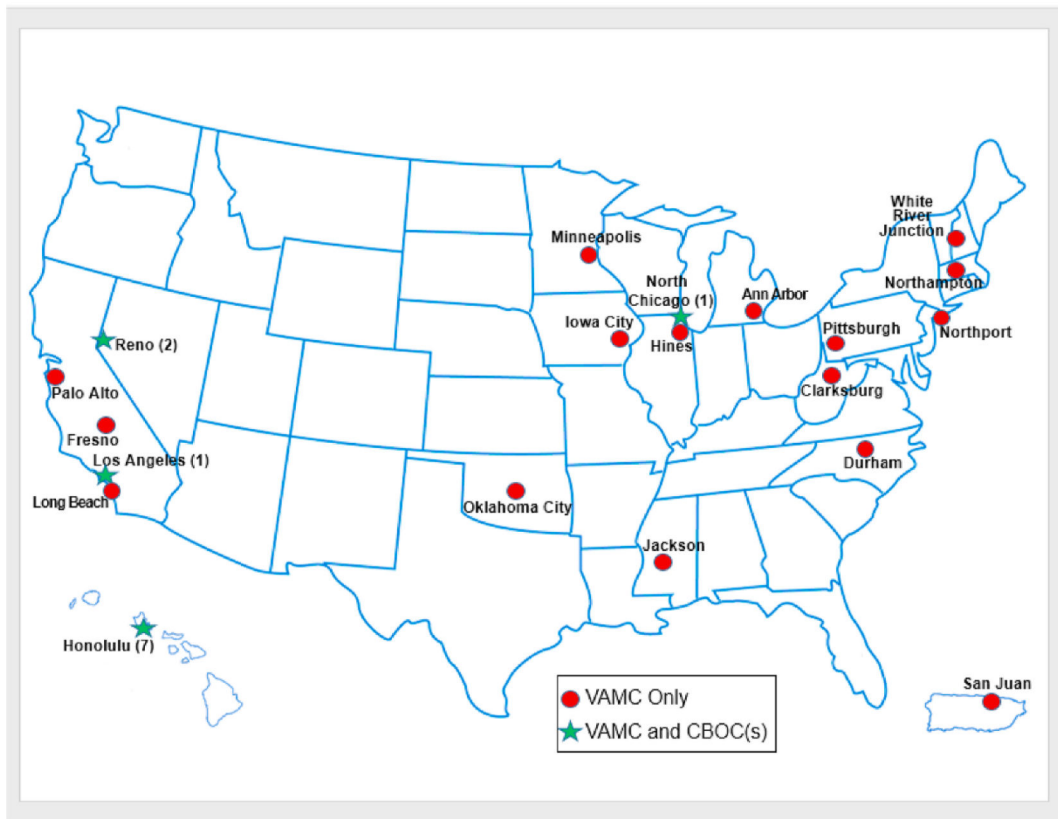 White
River
Junction
Minneapolis
Northampton
North
Chicago (1)
Ann Arbor
Iowa City
Hines
Pittsburgh
Northport
Reno (2)
Clarksburg
Palo Alto
Fresno
Durham
Los Angeles (1)
Long Beach
Oklahoma City
Jackson
Honolulu (7)
San Juan
VAMC Only
VAMC and CBOC(s)